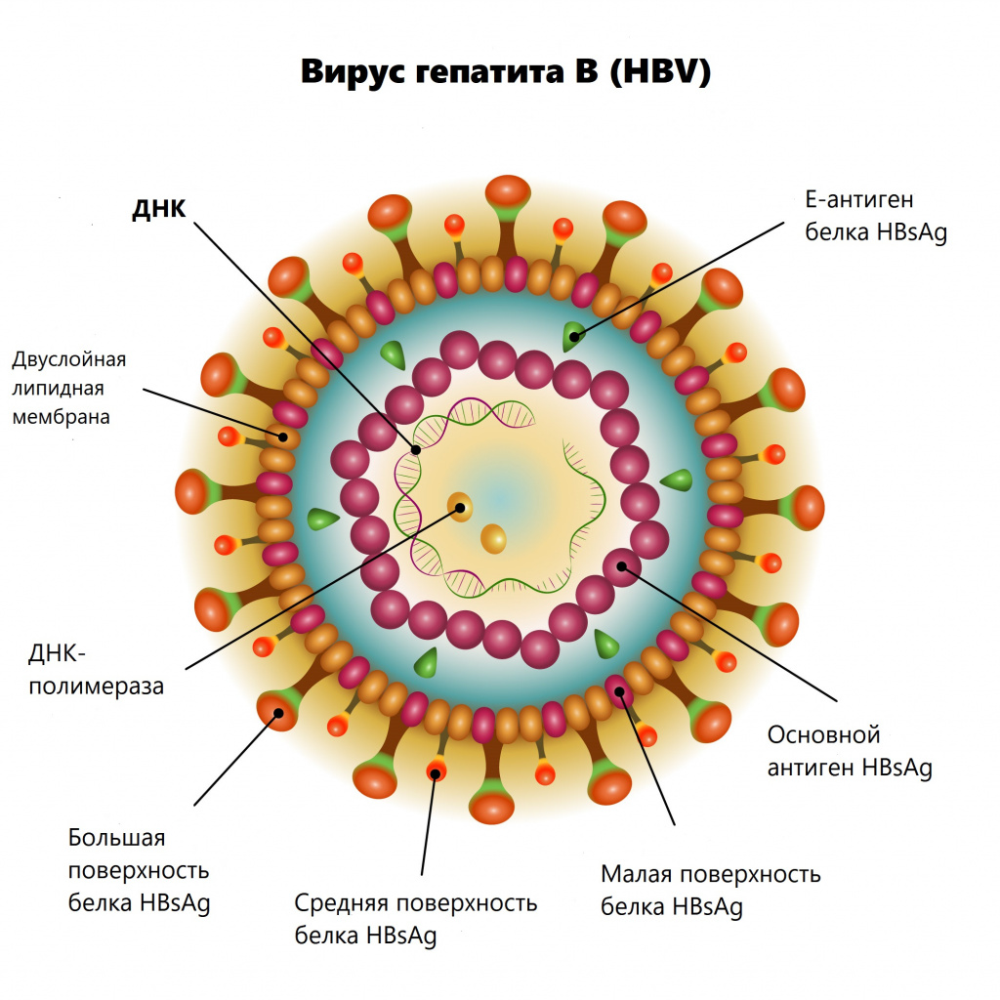 Вирус гепатита В (HBV)
ДНК
Е-антиген
белка HBsAg
Двуслойная
липидная
мембрана
ДНК-
полимераза
Основной
антиген HBsAg
Большая
поверхность
белка HBsAg
Средняя поверхность
белка HBsAg
Малая поверхность
белка HBsAg